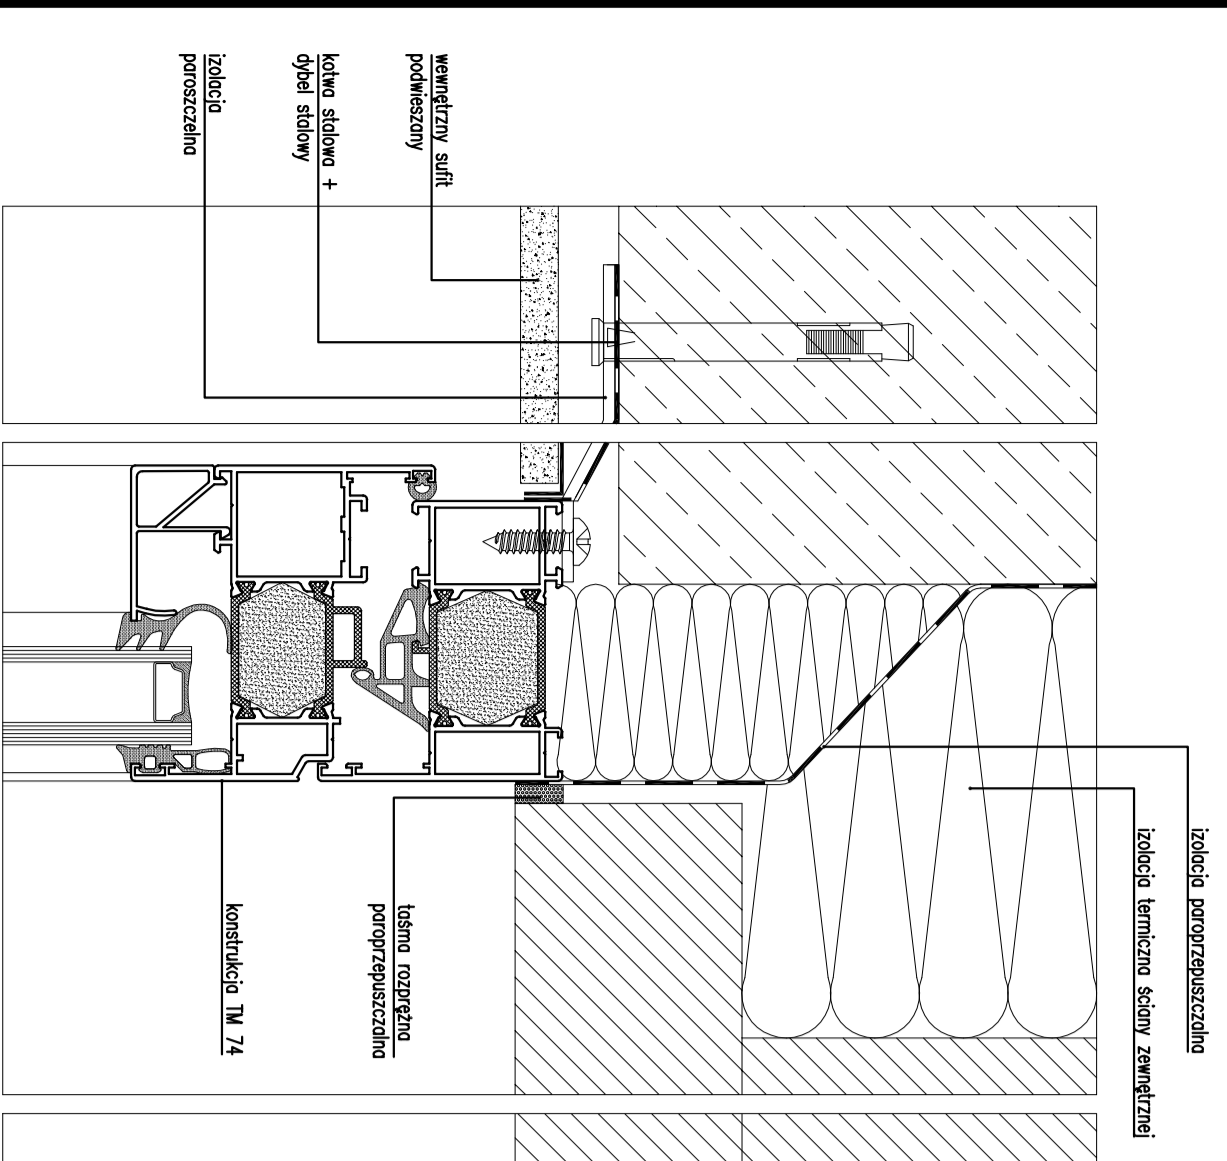 wewnętrzny sufit
podwieszany
kotwa stalowa +
dybel stalowy
izolacja
paroszczelna
izolacja paroprzepuszczalna
izolacja termiczna ściany zewnętrznej
taśma rozprężna
paroprzepuszczalna
konstrukcja TM 74